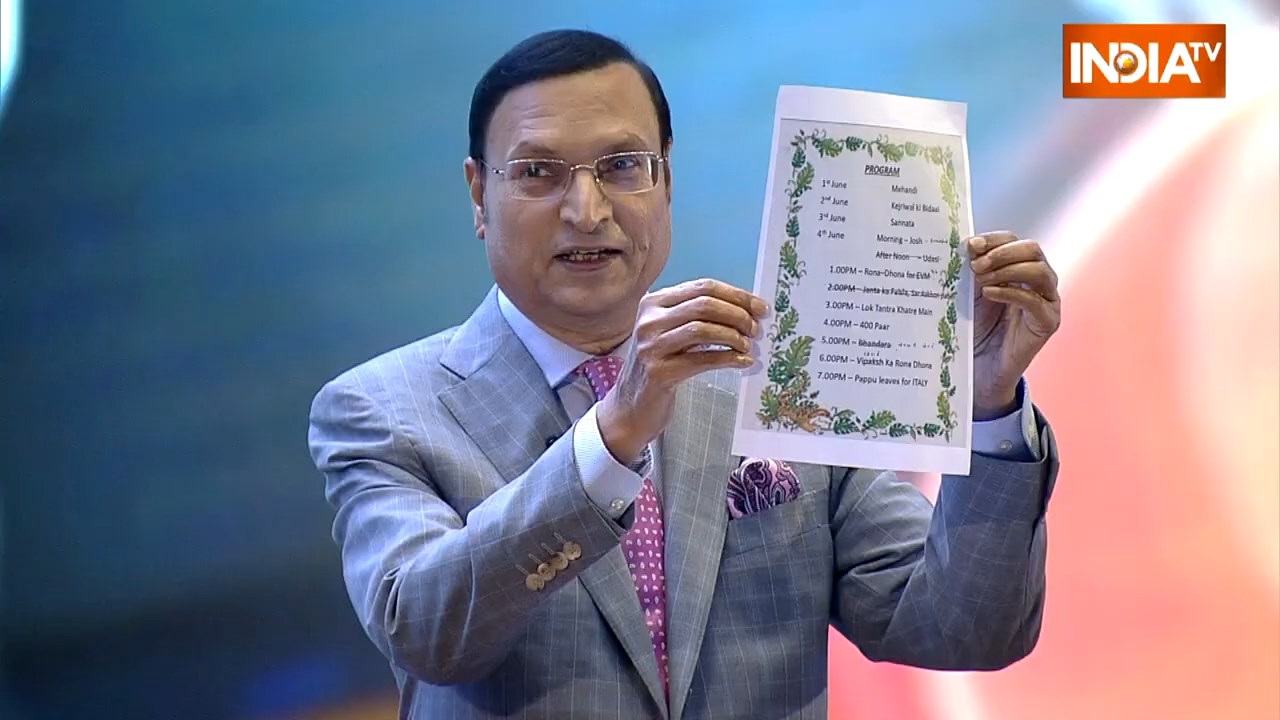 INDIA TV
PROGRAM
1st June Mehandi
2nd June Kejriwal ki Bidaai
3rd June Sannata
4th June Morning – Josh –
After Noon – Udasi
1.00PM – Rona-Dhona for EVM
2.00PM – Janta ka Faisla, Sar
3.00PM – Lok Tantra Khatre Main
4.00PM – 400 Paar
5.00PM – Bhandara
6.00PM – Vipaksh Ka Rona Dhona
7.00PM – Pappu leaves for ITALY